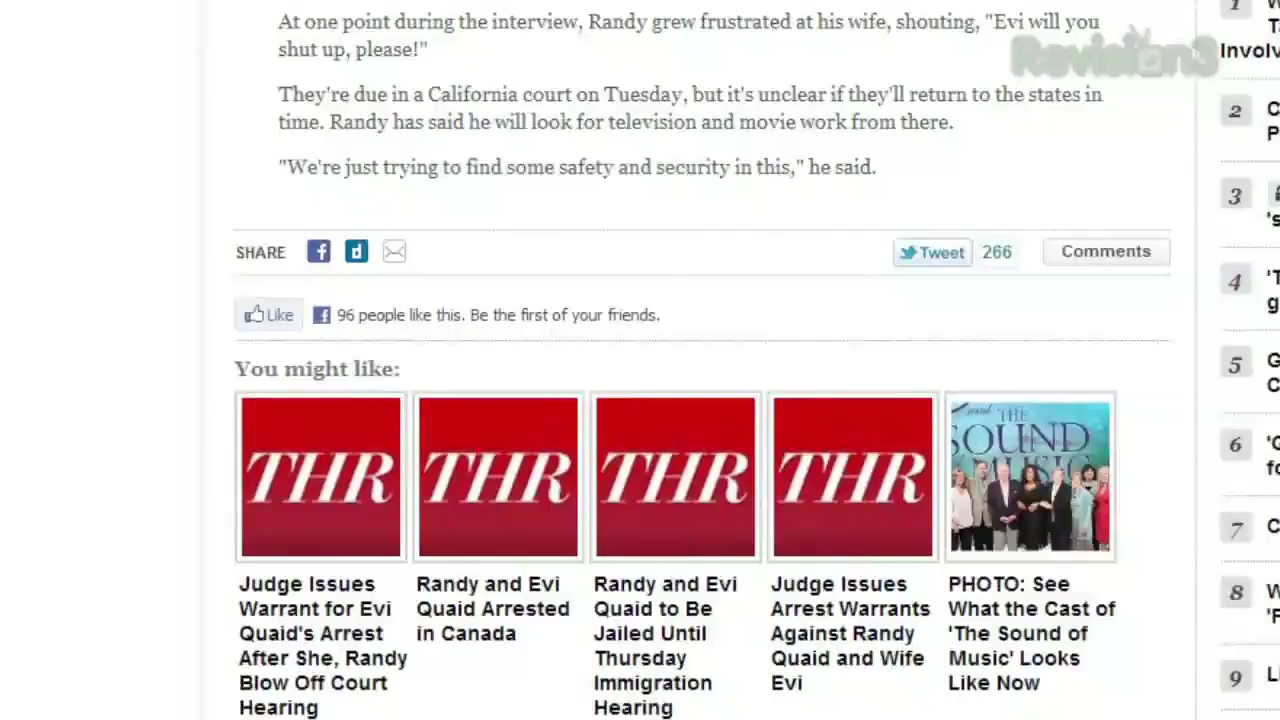 At one point during the interview, Randy grew frustrated at his wife, shouting, "Evi will you
shut up, please!"
They're due in a California court on Tuesday, but it's unclear if they'll return to the states in
time. Randy has said he will look for television and movie work from there.
"We're just trying to find some safety and security in this," he said.
Revision3
SHARE
Tweet 266
Comments
Like
96 people like this. Be the first of your friends.
You might like:
THR
THR
THR
THR
THE
SOUND
MUSIC
Judge Issues
Warrant for Evi
Quaid's Arrest
After She, Randy
Blow Off Court
Hearing
Randy and Evi
Quaid Arrested
in Canada
Randy and Evi
Quaid to Be
Jailed Until
Thursday
Immigration
Hearing
Judge Issues
Arrest Warrants
Against Randy
Quaid and Wife
Evi
PHOTO: See
What the Cast of
'The Sound of
Music' Looks
Like Now
1
2
3
4
5
6
7
8
9